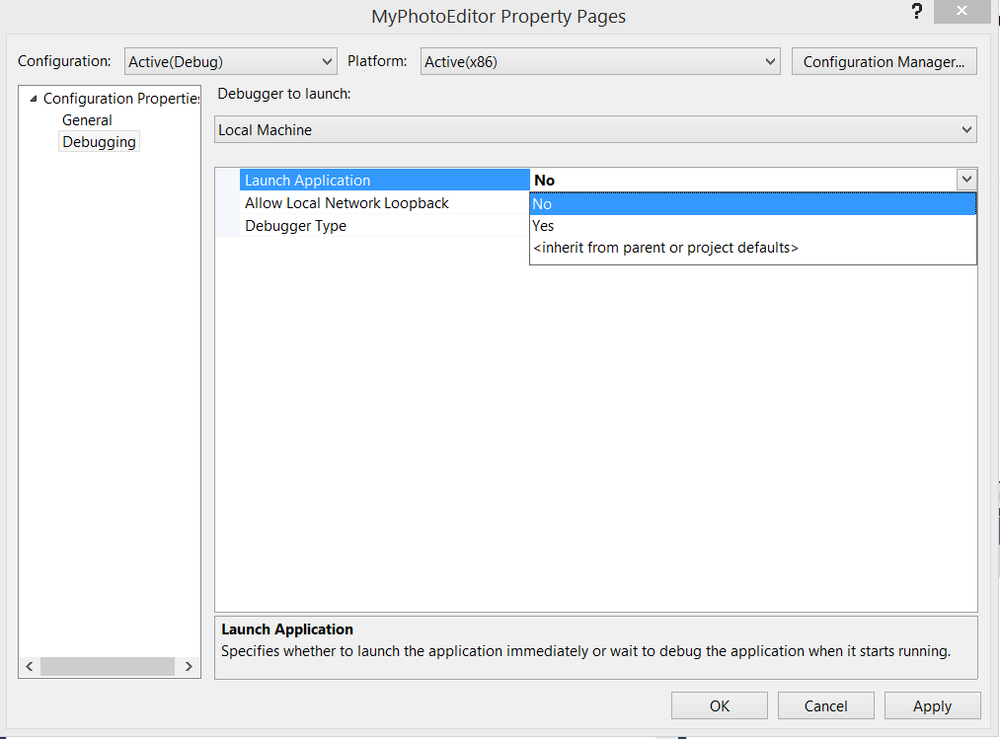 MyPhotoEditor Property Pages
?
Configuration: Active(Debug) Platform: Active(x86) Configuration Manager...
Configuration Properties
General
Debugging
Debugger to launch:
Local Machine
Launch Application No
Allow Local Network Loopback
Debugger Type
No
Yes
<inherit from parent or project defaults>
Launch Application
Specifies whether to launch the application immediately or wait to debug the application when it starts running.
OK Cancel Apply